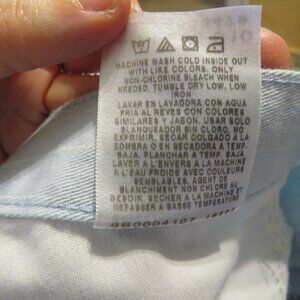 MACHINE WASH COLD INSIDE OUT
WITH LIKE COLORS, ONLY
NON-CHLORINE BLEACH WHEN
NEEDED, TUMBLE DRY LOW, LOW
IRON
LAVAR EN LAVADORA CON AGUA
FRIA AL REVES CON COLORES
SIMILARES Y JABON. USAR SOLO
BLANQUEADOR SIN CLORO, NO
EXPRIMIR. SECAR COLGADO A LA
SOMBRA O EN SECADORA A TEMP.
BAJA. PLANCHAR A TEMP. BAJA
LAVER A L'ENVERS A LA MACHINE
A L'EAU FROIDE AVEC COULEURS
SEMBLABLES. AGENT DE
BLANCHIMENT NON CHLORE AU
BESOIN. SECHER A LA MACHINE ET
REPASSER A BASSE TEMPERATURE